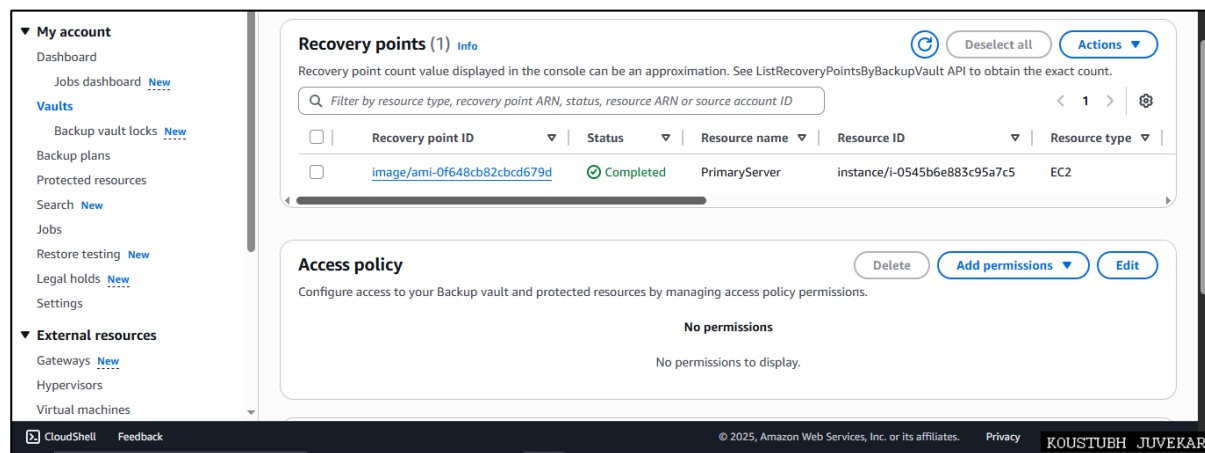 My account
Dashboard
Jobs dashboard New
Vaults
Backup vault locks New
Backup plans
Protected resources
Search New
Jobs
Restore testing New
Legal holds New
Settings
External resources
Gateways New
Hypervisors
Virtual machines
Recovery points (1) Info
Deselect all
Actions
Recovery point count value displayed in the console can be an approximation. See ListRecoveryPointsByBackupVault API to obtain the exact count.
Filter by resource type, recovery point ARN, status, resource ARN or source account ID
1
Recovery point ID Status Resource name Resource ID Resource type
image/ami-0f648cb82cbcd679d Completed PrimaryServer instance/i-0545b6e883c95a7c5 EC2
Access policy
Delete
Add permissions
Edit
Configure access to your Backup vault and protected resources by managing access policy permissions.
No permissions
No permissions to display.
CloudShell Feedback © 2025, Amazon Web Services, Inc. or its affiliates. Privacy
KOUSTUBH JUVEKAR